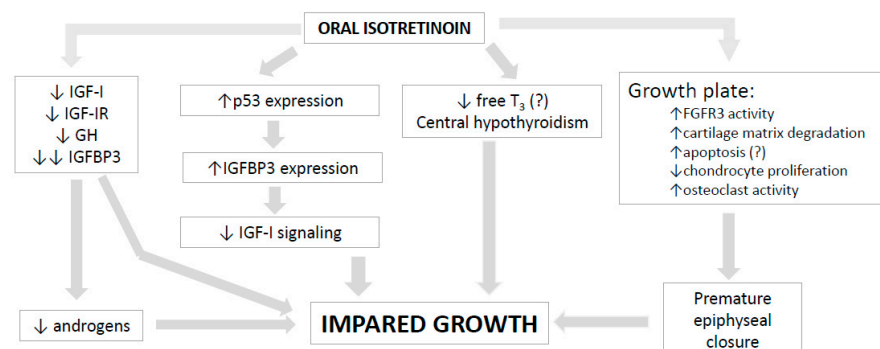 ORAL ISOTRETINOIN
↓ IGF-I
↓ IGF-IR
↓ GH
↓↓ IGFBP3
↑p53 expression
↑IGFBP3 expression
↓ IGF-I signaling
↓ free T₃ (?)
Central hypothyroidism
Growth plate:
↑FGFR3 activity
↑cartilage matrix degradation
↑apoptosis (?)
↓chondrocyte proliferation
↑osteoclast activity
↓ androgens
IMPARED GROWTH
Premature
epiphyseal
closure